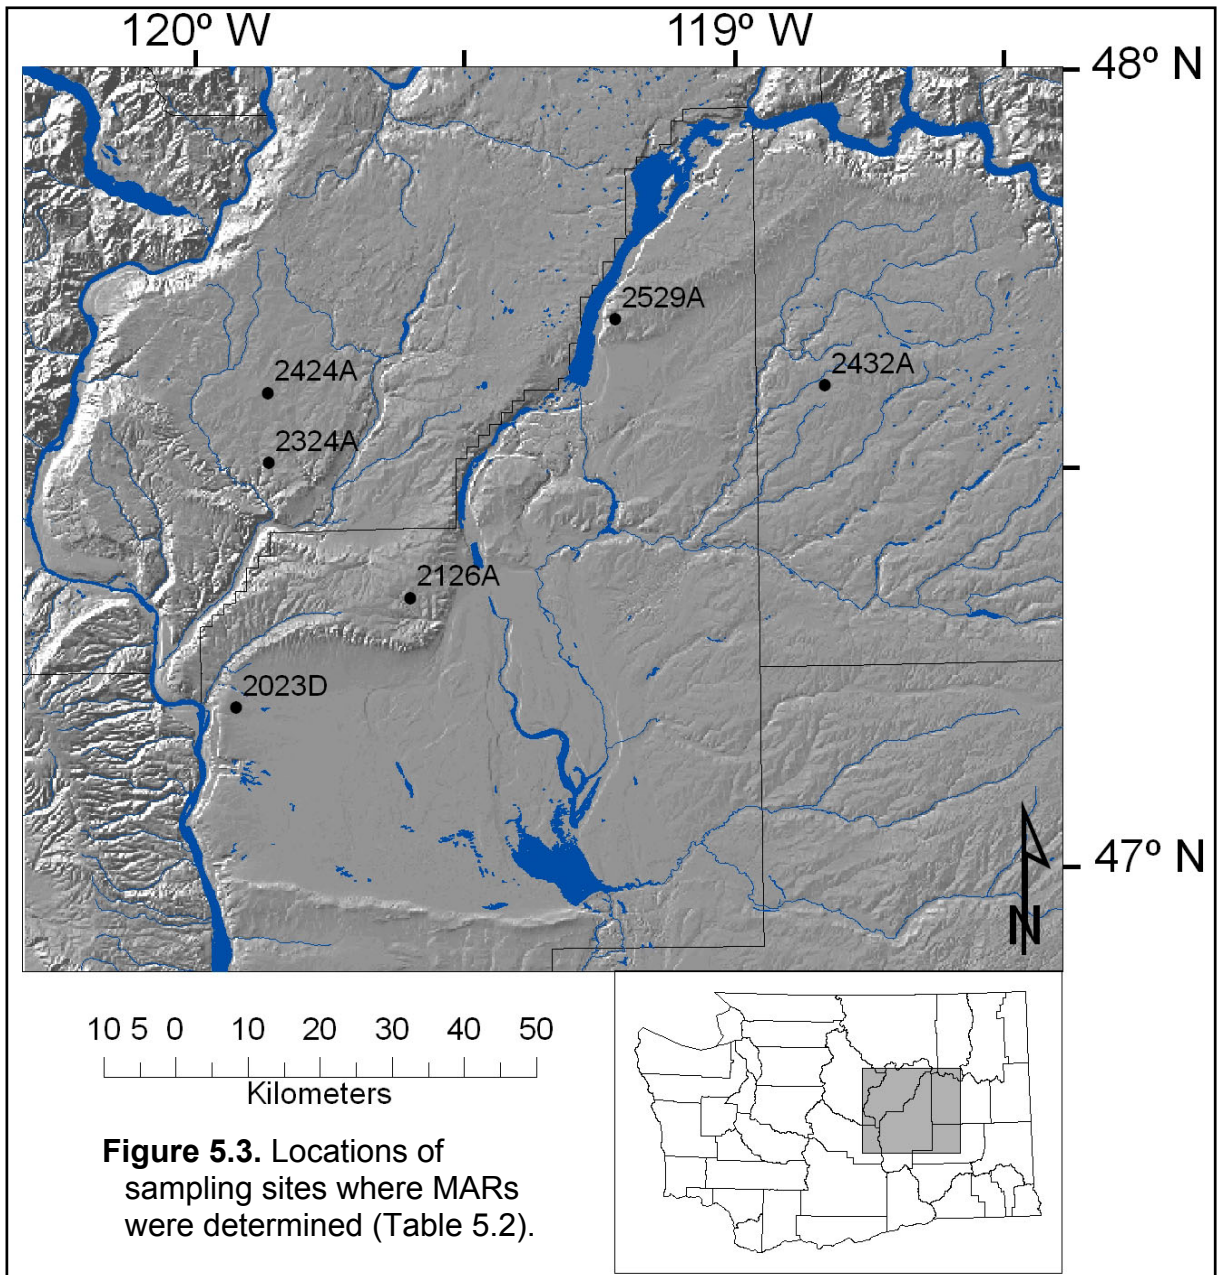 120º W
119º W
48º N
2529A
2432A
2424A
2324A
2126A
2023D
47º N
N
10 5 0 10 20 30 40 50
Kilometers
Figure 5.3. Locations of
sampling sites where MARs
were determined (Table 5.2).